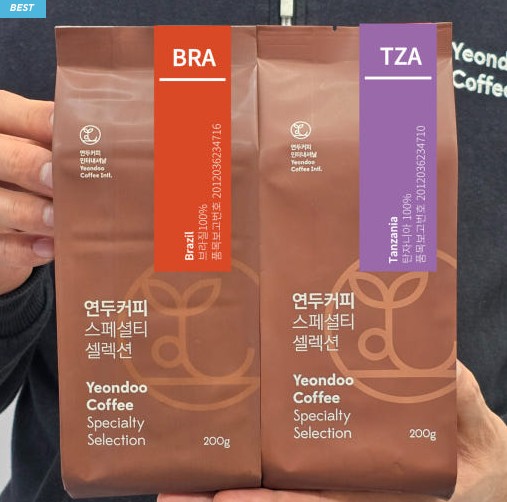 BEST
BRA
Brazil
브라질100%
품목보고번호 2012036234716
연두커피
인터내셔날
Yeondoo
Coffee Intl.
연두커피
스페셜티
셀렉션
Yeondoo
Coffee
Specialty
Selection
200g
TZA
Tanzania
탄자니아 100%
품목보고번호 2012036234710
연두커피
인터내셔날
Yeondoo
Coffee Intl.
연두커피
스페셜티
셀렉션
Yeondoo
Coffee
Specialty
Selection
200g
Yeondoo